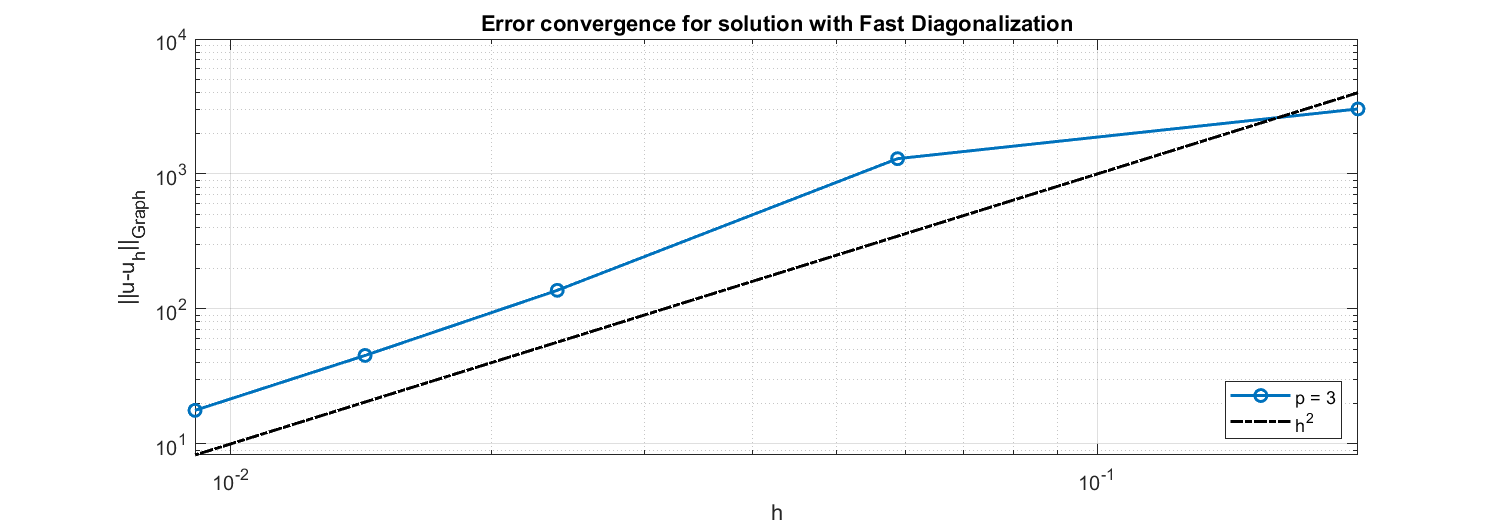 Error convergence for solution with Fast Diagonalization
10^4
10^3
10^2
10^1
||u-u_h||_Graph
10^-2
10^-1
h
p = 3
h^2